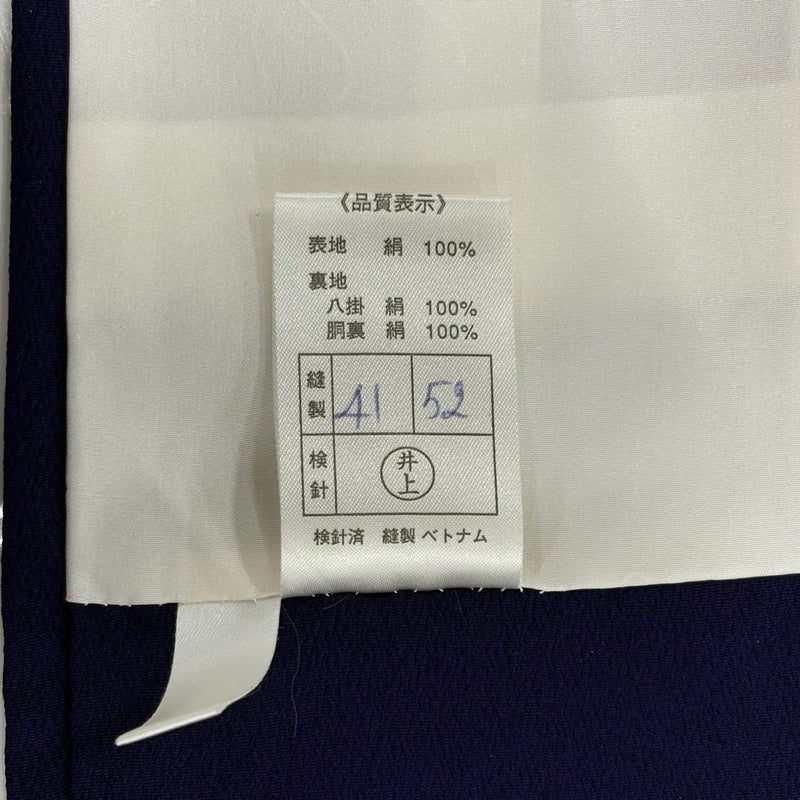 《品質表示》
表地 絹 100%
裏地
八掛 絹 100%
胴裏 絹 100%
縫製 41 52
検針 井上
検針済 縫製 ベトナム